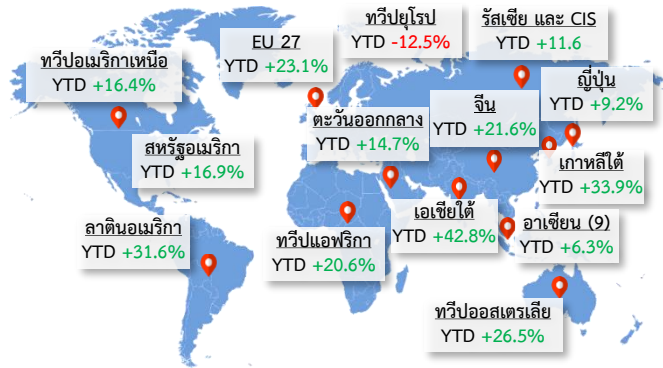 ทวีปอเมริกาเหนือ
YTD +16.4%
EU 27
YTD +23.1%
ทวีปยุโรป
YTD -12.5%
รัสเซีย และ CIS
YTD +11.6
ญี่ปุ่น
YTD +9.2%
จีน
YTD +21.6%
ตะวันออกกลาง
YTD +14.7%
สหรัฐอเมริกา
YTD +16.9%
เกาหลีใต้
YTD +33.9%
ลาตินอเมริกา
YTD +31.6%
ทวีปแอฟริกา
YTD +20.6%
เอเชียใต้
YTD +42.8%
อาเซียน (9)
YTD +6.3%
ทวีปออสเตรเลีย
YTD +26.5%